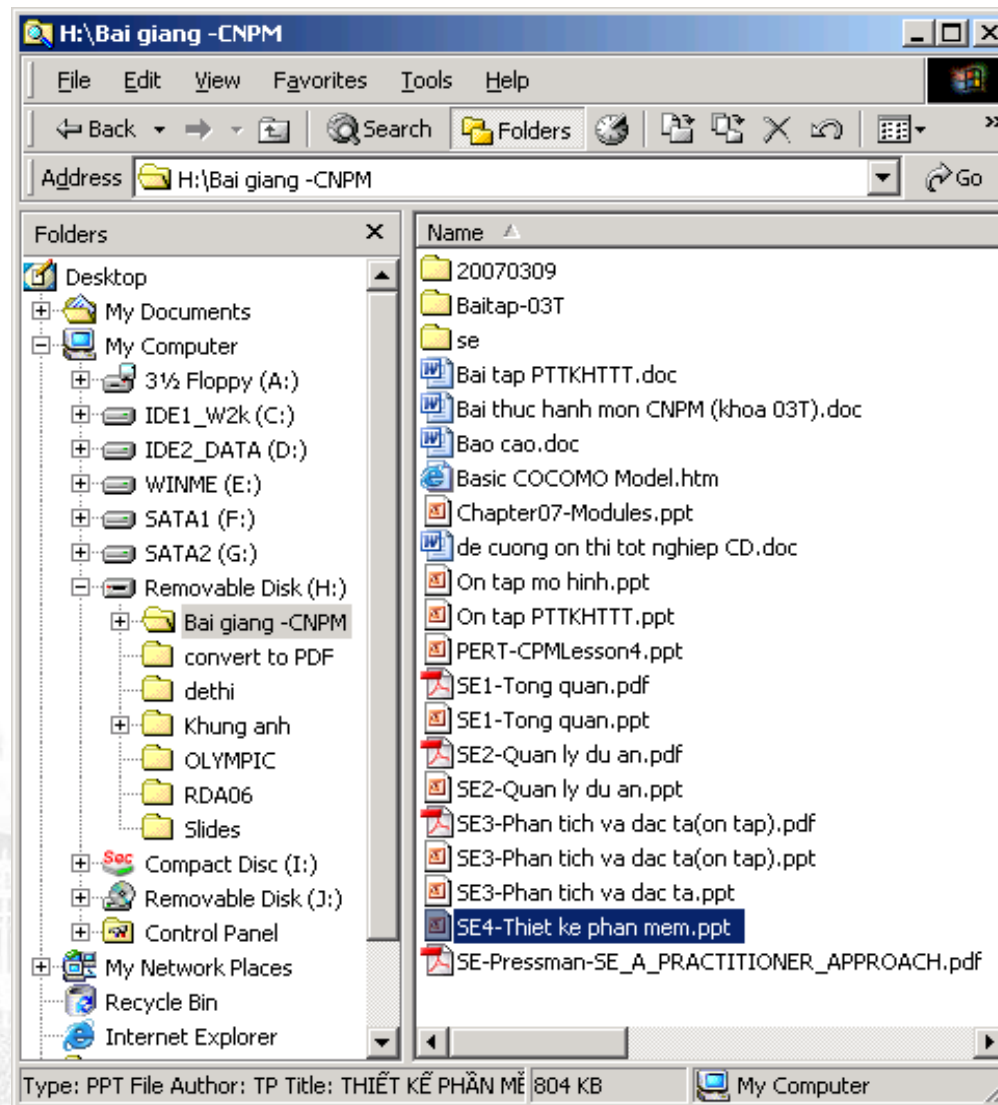 H:\Bai giang -CNPM
File Edit View Favorites Tools Help
Back Search Folders »
Address H:\Bai giang -CNPM Go
Folders
Desktop
My Documents
My Computer
3½ Floppy (A:)
IDE1_W2k (C:)
IDE2_DATA (D:)
WINME (E:)
SATA1 (F:)
SATA2 (G:)
Removable Disk (H:)
Bai giang -CNPM
convert to PDF
dethi
Khung anh
OLYMPIC
RDA06
Slides
Compact Disc (I:)
Removable Disk (J:)
Control Panel
My Network Places
Recycle Bin
Internet Explorer
Name
20070309
Baitap-03T
se
Bai tap PTTKHTTT.doc
Bai thuc hanh mon CNPM (khoa 03T).doc
Bao cao.doc
Basic COCOMO Model.htm
Chapter07-Modules.ppt
de cuong on thi tot nghiep CD.doc
On tap mo hinh.ppt
On tap PTTKHTTT.ppt
PERT-CPMLesson4.ppt
SE1-Tong quan.pdf
SE1-Tong quan.ppt
SE2-Quan ly du an.pdf
SE2-Quan ly du an.ppt
SE3-Phan tich va dac ta(on tap).pdf
SE3-Phan tich va dac ta(on tap).ppt
SE3-Phan tich va dac ta.ppt
SE4-Thiet ke phan mem.ppt
SE-Pressman-SE_A_PRACTITIONER_APPROACH.pdf
Type: PPT File Author: TP Title: THIẾT KẾ PHẦN MỀ 804 KB My Computer